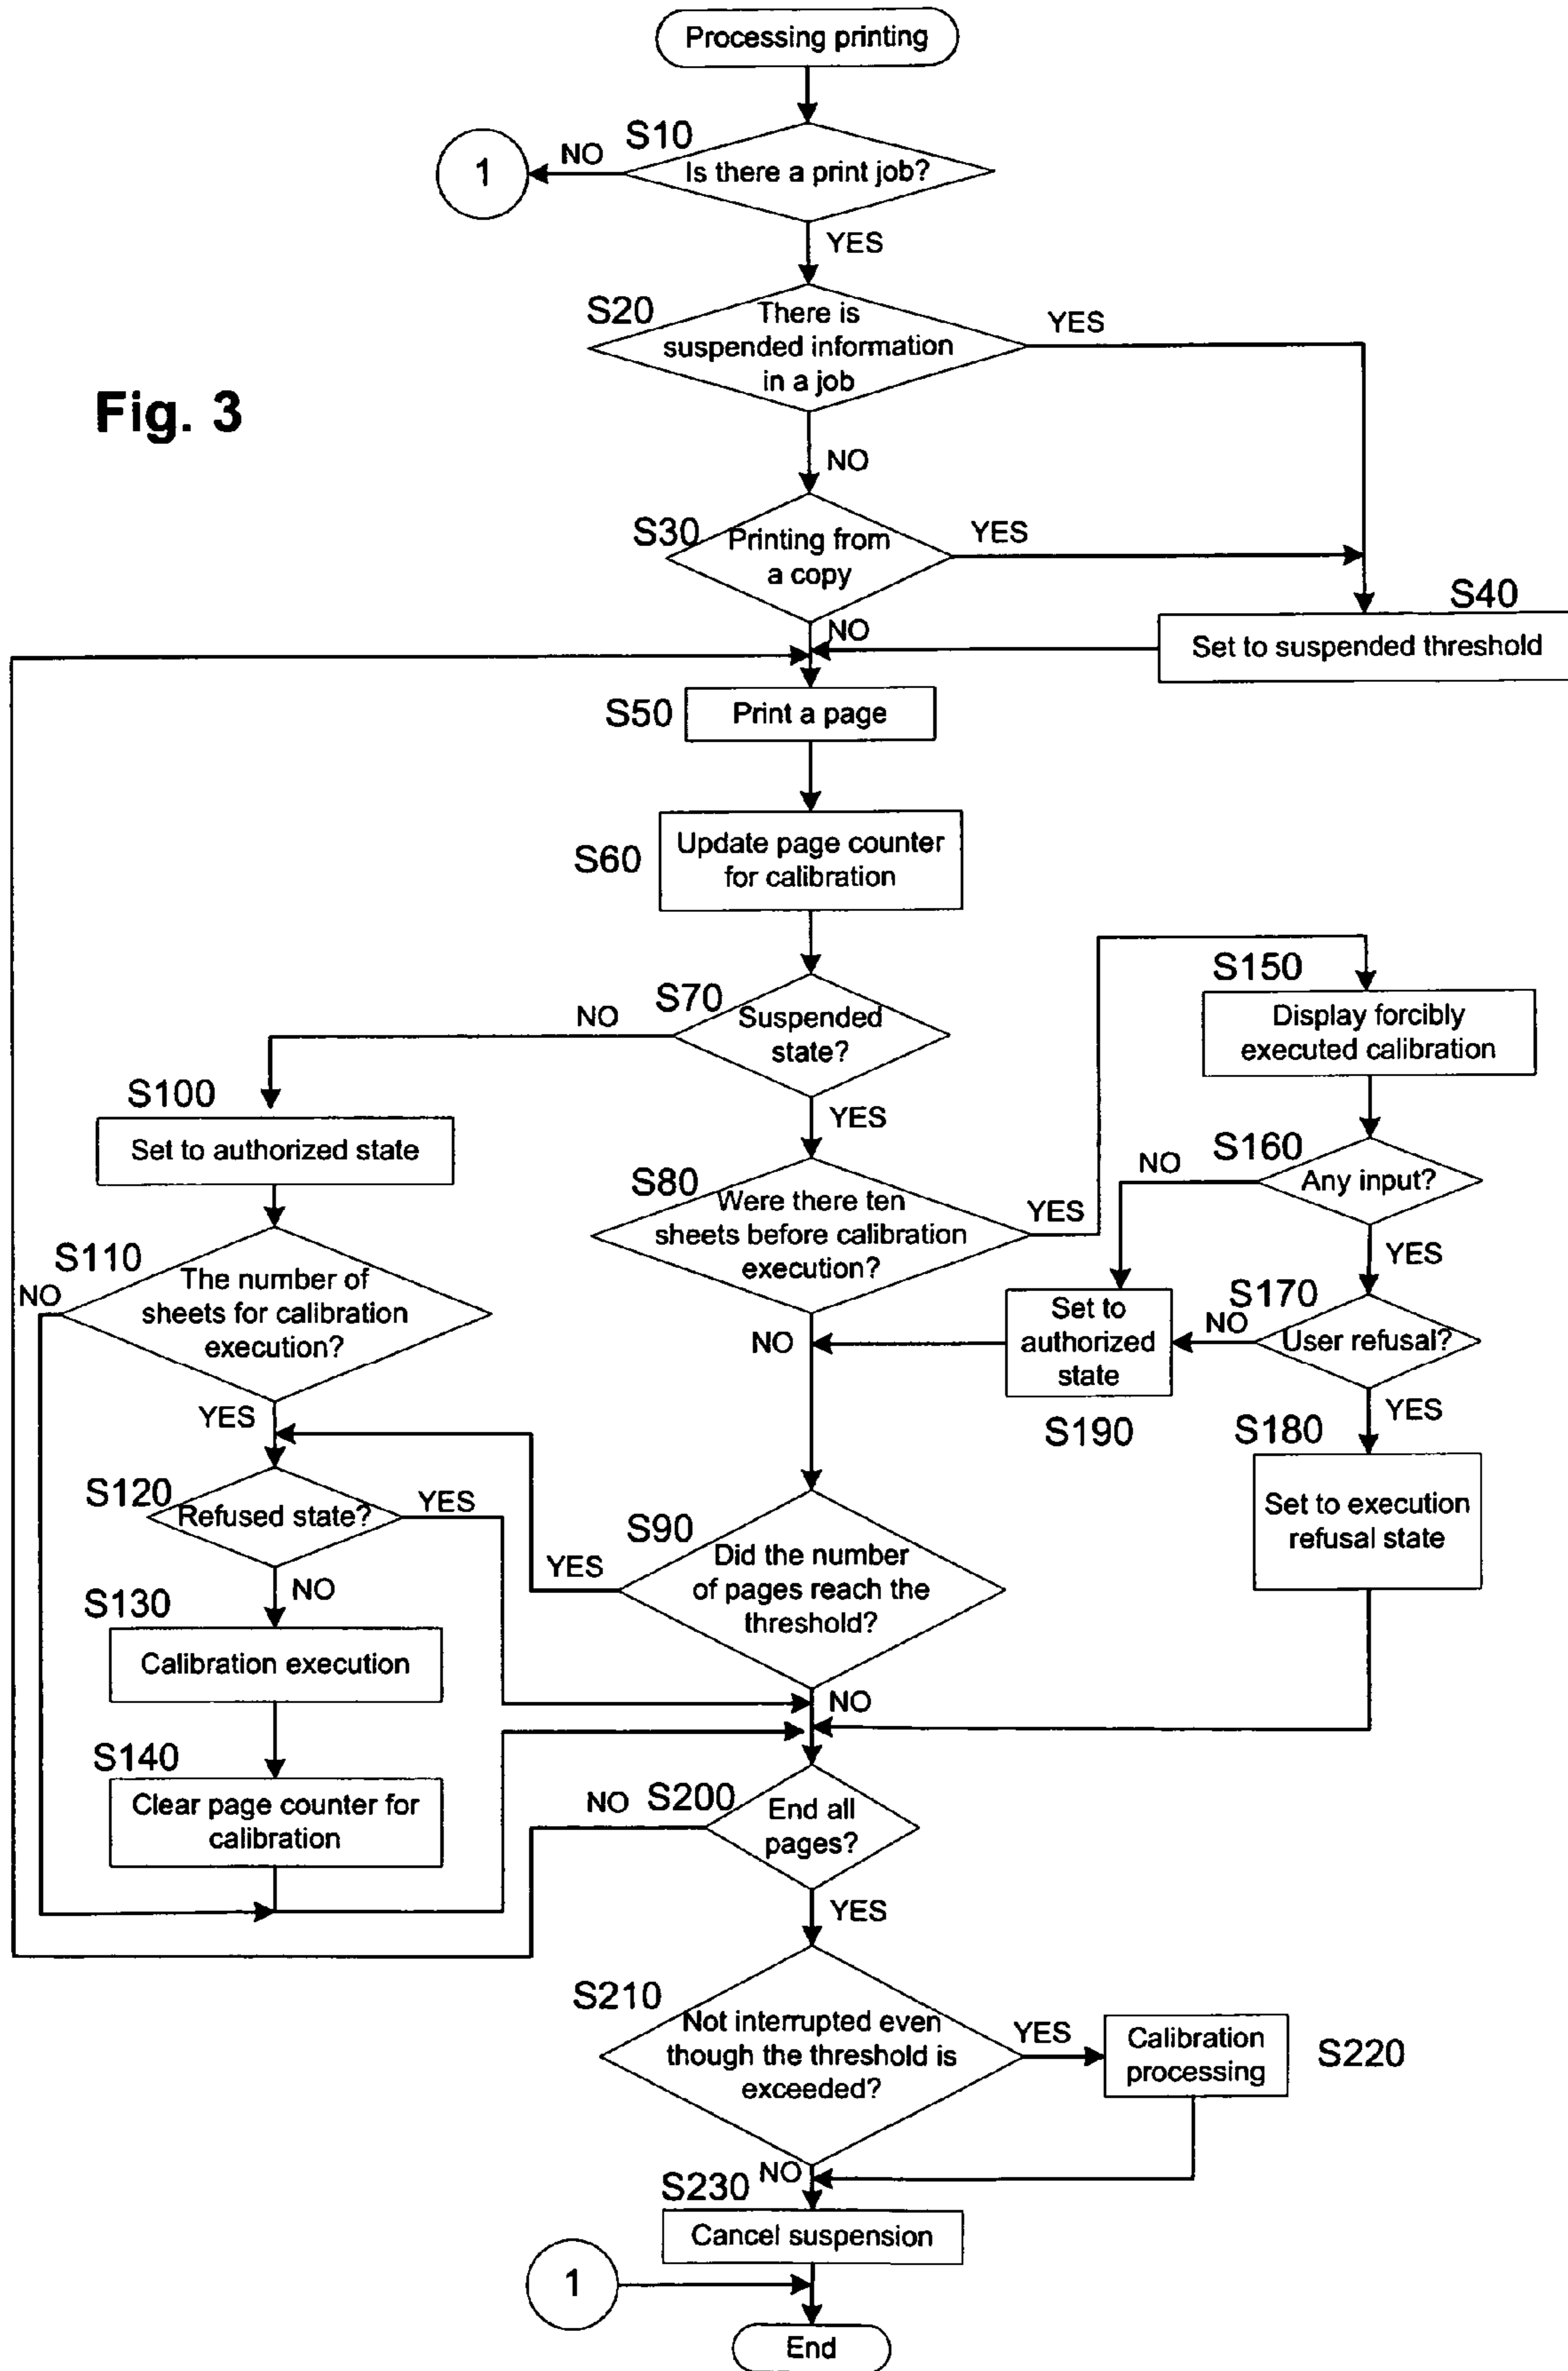 Processing printing
S10
1
NO
Is there a print job?
YES
S20
There is
suspended information
in a job
YES
Fig. 3
NO
S30
Printing from
a copy
YES
S40
Set to suspended threshold
NO
S50
Print a page
S60
Update page counter
for calibration
S70
Suspended
state?
NO
YES
S150
Display forcibly
executed calibration
S100
Set to authorized state
S80
Were there ten
sheets before calibration
execution?
YES
NO
S160
Any input?
NO
YES
S110
The number of
sheets for calibration
execution?
NO
YES
S170
User refusal?
NO
Set to
authorized
state
S190
YES
S180
Set to execution
refusal state
S120
Refused state?
YES
NO
S90
Did the number
of pages reach the
threshold?
YES
NO
S130
Calibration execution
S140
Clear page counter for
calibration
NO
S200
End all
pages?
YES
S210
Not interrupted even
though the threshold is
exceeded?
YES
Calibration
processing
S220
NO
S230
Cancel suspension
1
End